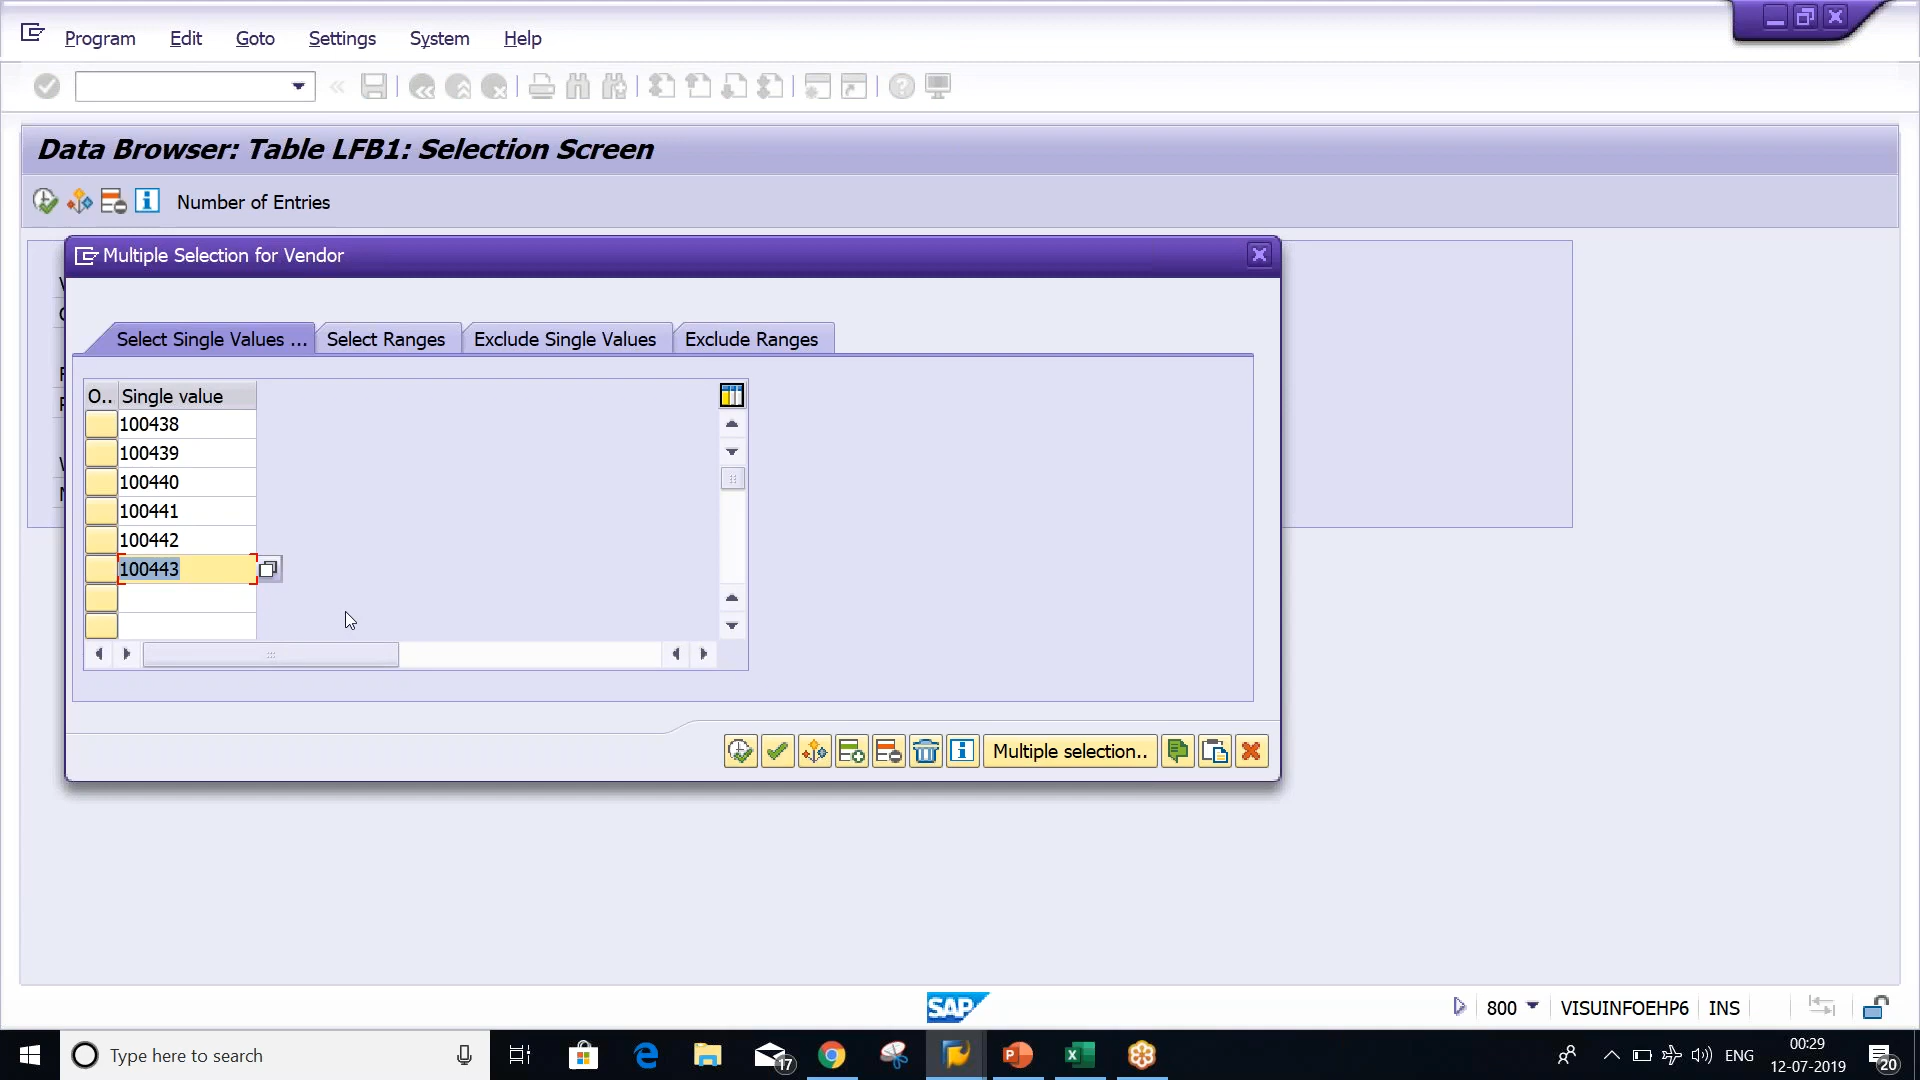 Program Edit Goto Settings System Help
Data Browser: Table LFB1: Selection Screen
Number of Entries
Multiple Selection for Vendor
Select Single Values ... Select Ranges Exclude Single Values Exclude Ranges
O.. Single value
100438
100439
100440
100441
100442
100443
Multiple selection..
SAP
800 VISUINFOEHP6 INS
Type here to search
17
ENG
00:29
12-07-2019
20